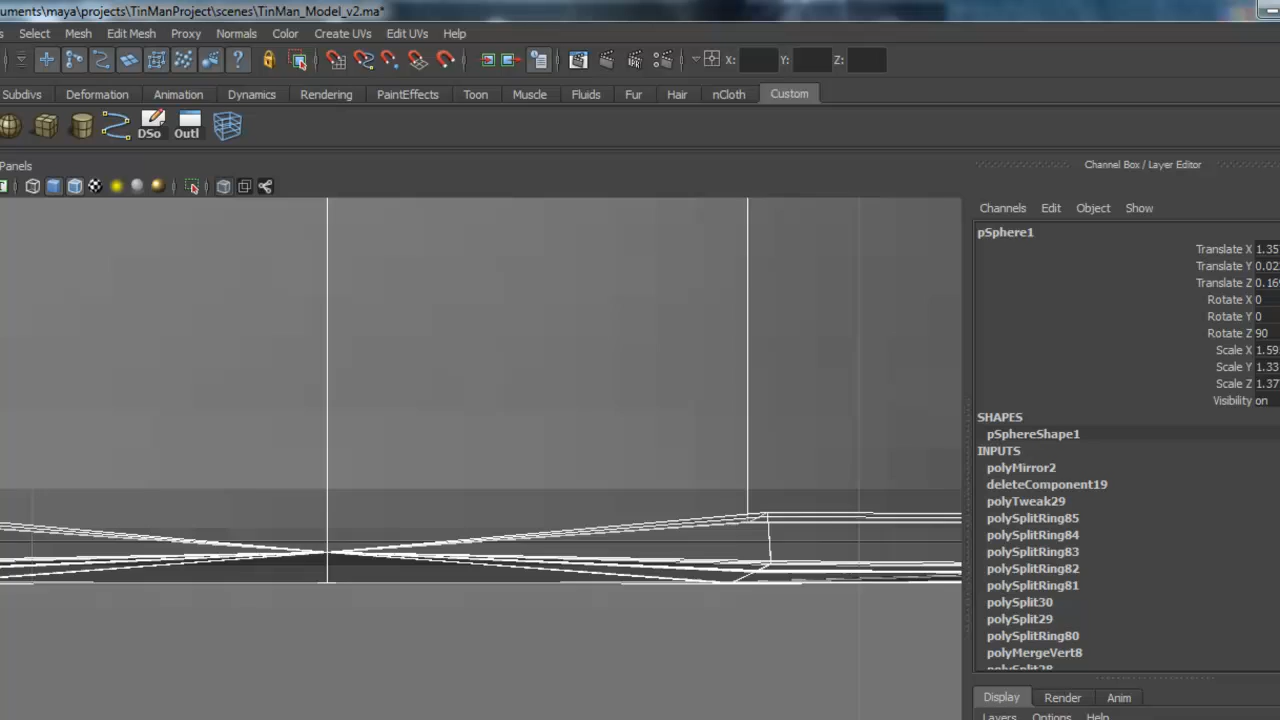 uments\maya\projects\TinManProject\scenes\TinMan_Model_v2.ma*
s Select Mesh Edit Mesh Proxy Normals Color Create UVs Edit UVs Help
X: Y: Z:
Subdivs Deformation Animation Dynamics Rendering PaintEffects Toon Muscle Fluids Fur Hair nCloth Custom
DSo Outl
Panels
Channel Box / Layer Editor
Channels Edit Object Show
pSphere1
Translate X 1.35
Translate Y 0.02
Translate Z 0.16
Rotate X 0
Rotate Y 0
Rotate Z 90
Scale X 1.59
Scale Y 1.33
Scale Z 1.37
Visibility on
SHAPES
pSphereShape1
INPUTS
polyMirror2
deleteComponent19
polyTweak29
polySplitRing85
polySplitRing84
polySplitRing83
polySplitRing82
polySplitRing81
polySplit30
polySplit29
polySplitRing80
polyMergeVert8
polySplit28
Display Render Anim
Layers Options Help